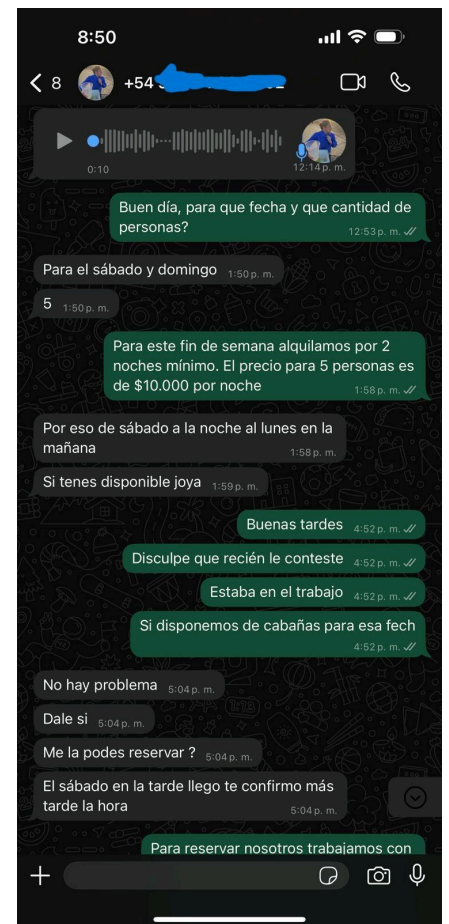 8:50
8
+54
0:10
12:14 p. m.
Buen día, para que fecha y que cantidad de
personas?
12:53 p. m.
Para el sábado y domingo 1:50 p. m.
5 1:50 p. m.
Para este fin de semana alquilamos por 2
noches mínimo. El precio para 5 personas es
de $10.000 por noche
1:58 p. m.
Por eso de sábado a la noche al lunes en la
mañana
1:58 p. m.
Si tenes disponible joya 1:59 p. m.
Buenas tardes 4:52 p. m.
Disculpe que recién le conteste 4:52 p. m.
Estaba en el trabajo 4:52 p. m.
Si disponemos de cabañas para esa fech
4:52 p. m.
No hay problema 5:04 p. m.
Dale si 5:04 p. m.
Me la podes reservar ? 5:04 p. m.
El sábado en la tarde llego te confirmo más
tarde la hora
5:04 p. m.
Para reservar nosotros trabajamos con